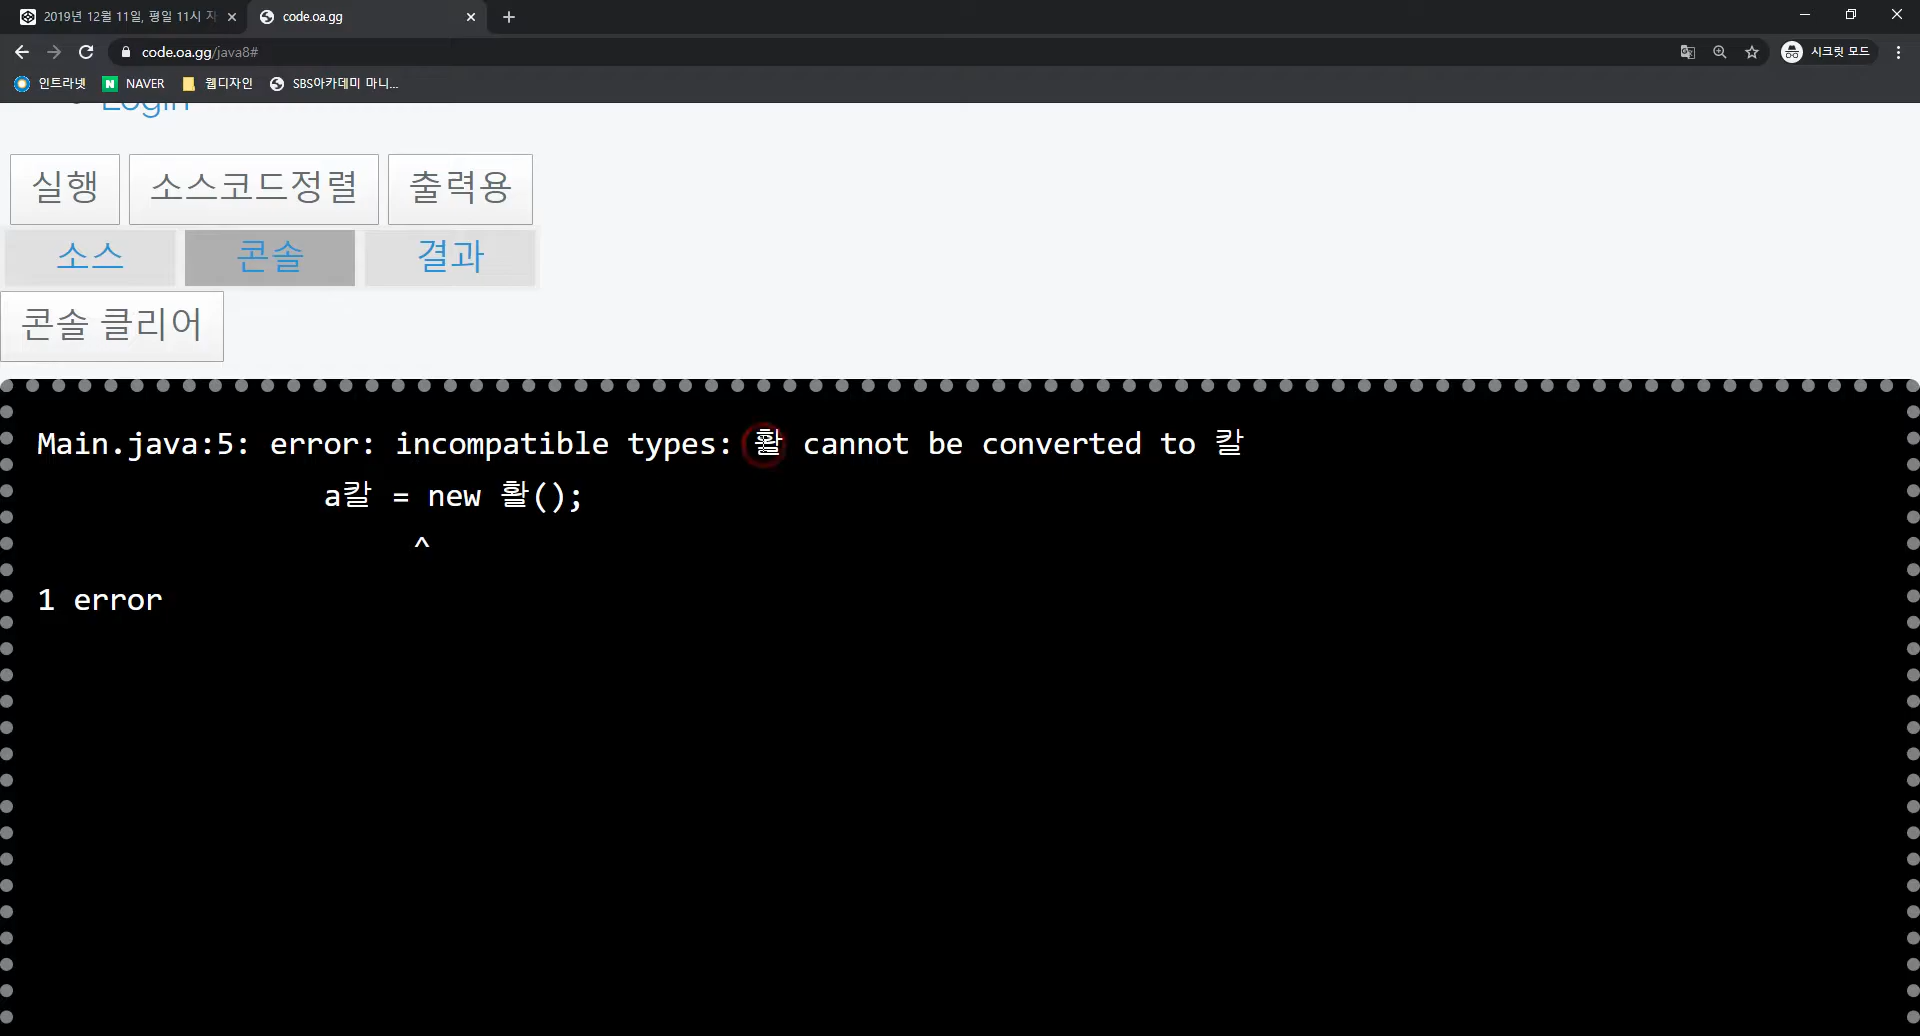 2019년 12월 11일, 평일 11시
code.oa.gg
code.oa.gg/java8#
시크릿 모드
인트라넷
NAVER
웹디자인
SBS아카데미 마니...
Login
실행
소스코드정렬
출력용
소스
콘솔
결과
콘솔 클리어
Main.java:5: error: incompatible types: 활 cannot be converted to 칼
a칼 = new 활();
^
1 error